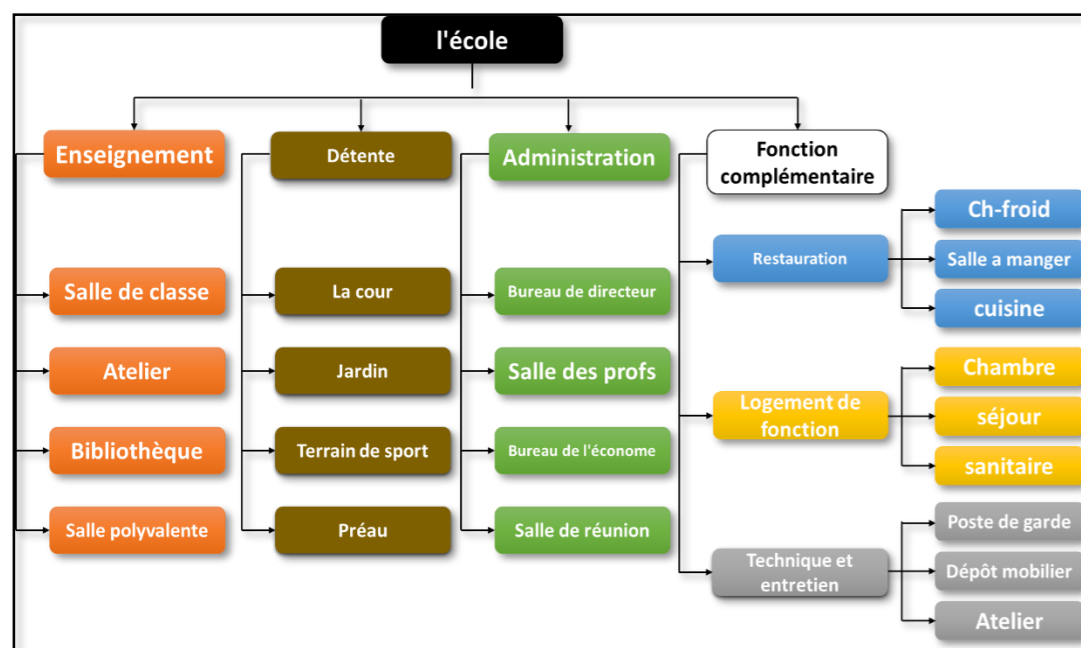 l'école
Enseignement
Détente
Administration
Fonction
complémentaire
Salle de classe
Atelier
Bibliothèque
Salle polyvalente
La cour
Jardin
Terrain de sport
Préau
Bureau de directeur
Salle des profs
Bureau de l'économe
Salle de réunion
Restauration
Ch-froid
Salle a manger
cuisine
Logement de
fonction
Chambre
séjour
sanitaire
Technique et
entretien
Poste de garde
Dépôt mobilier
Atelier